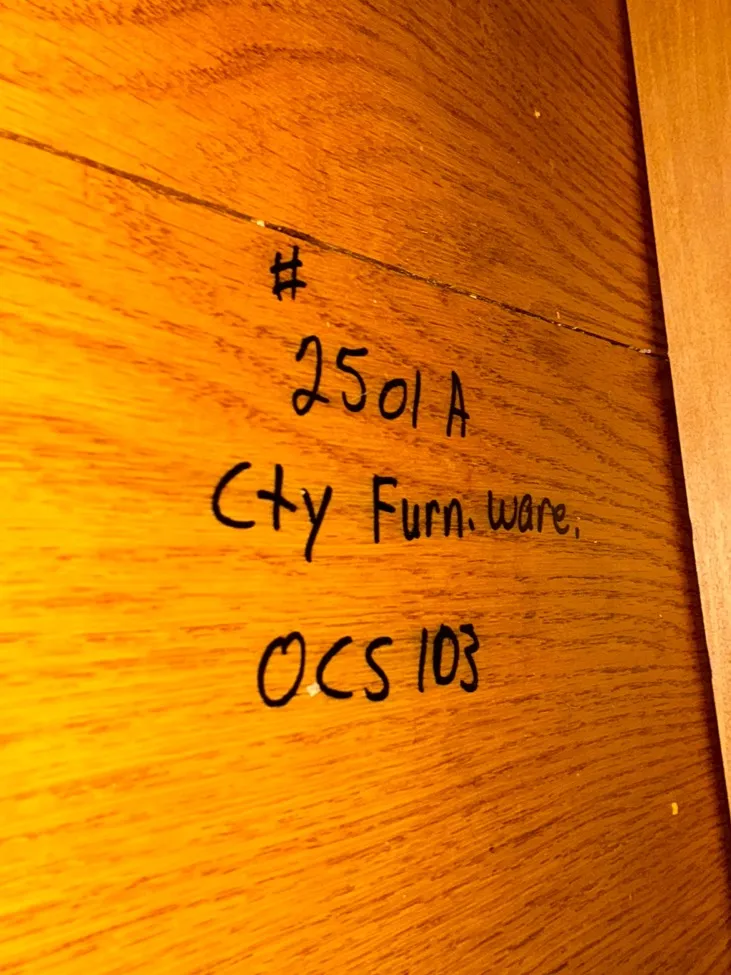 #
2501 A
Cty Furn. Ware.
OCS 103